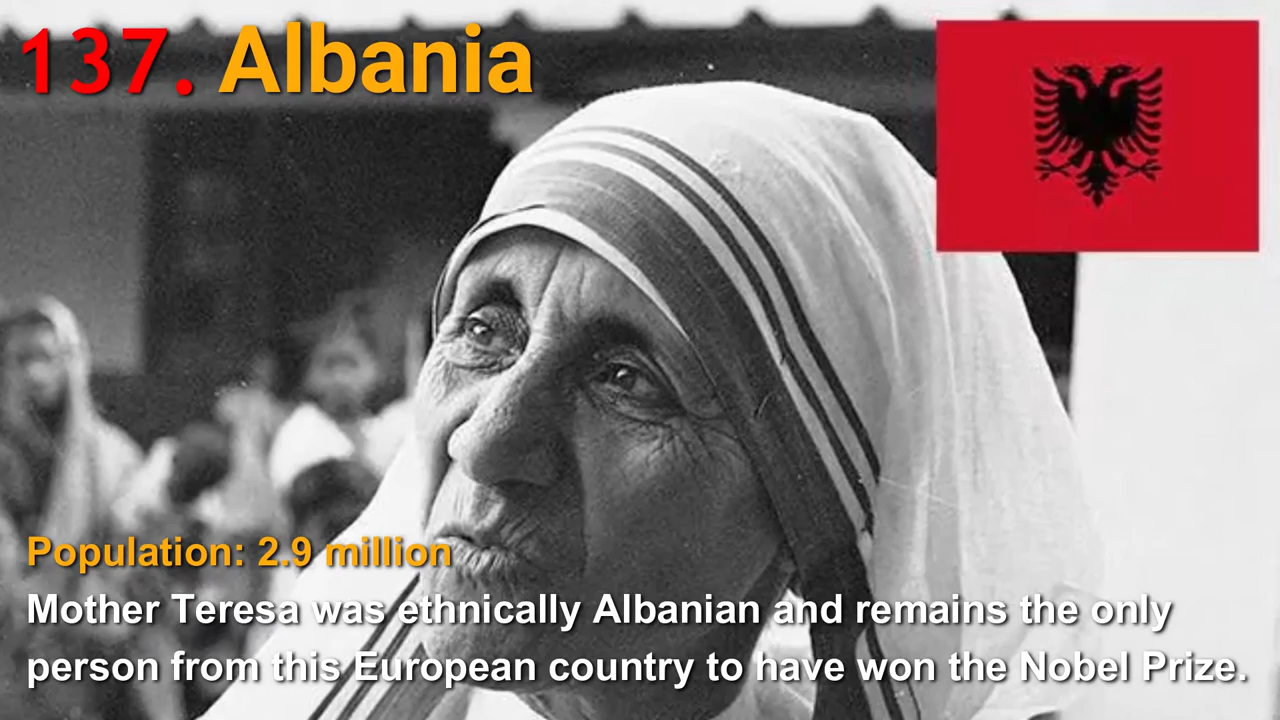 137. Albania
Population: 2.9 million
Mother Teresa was ethnically Albanian and remains the only
person from this European country to have won the Nobel Prize.